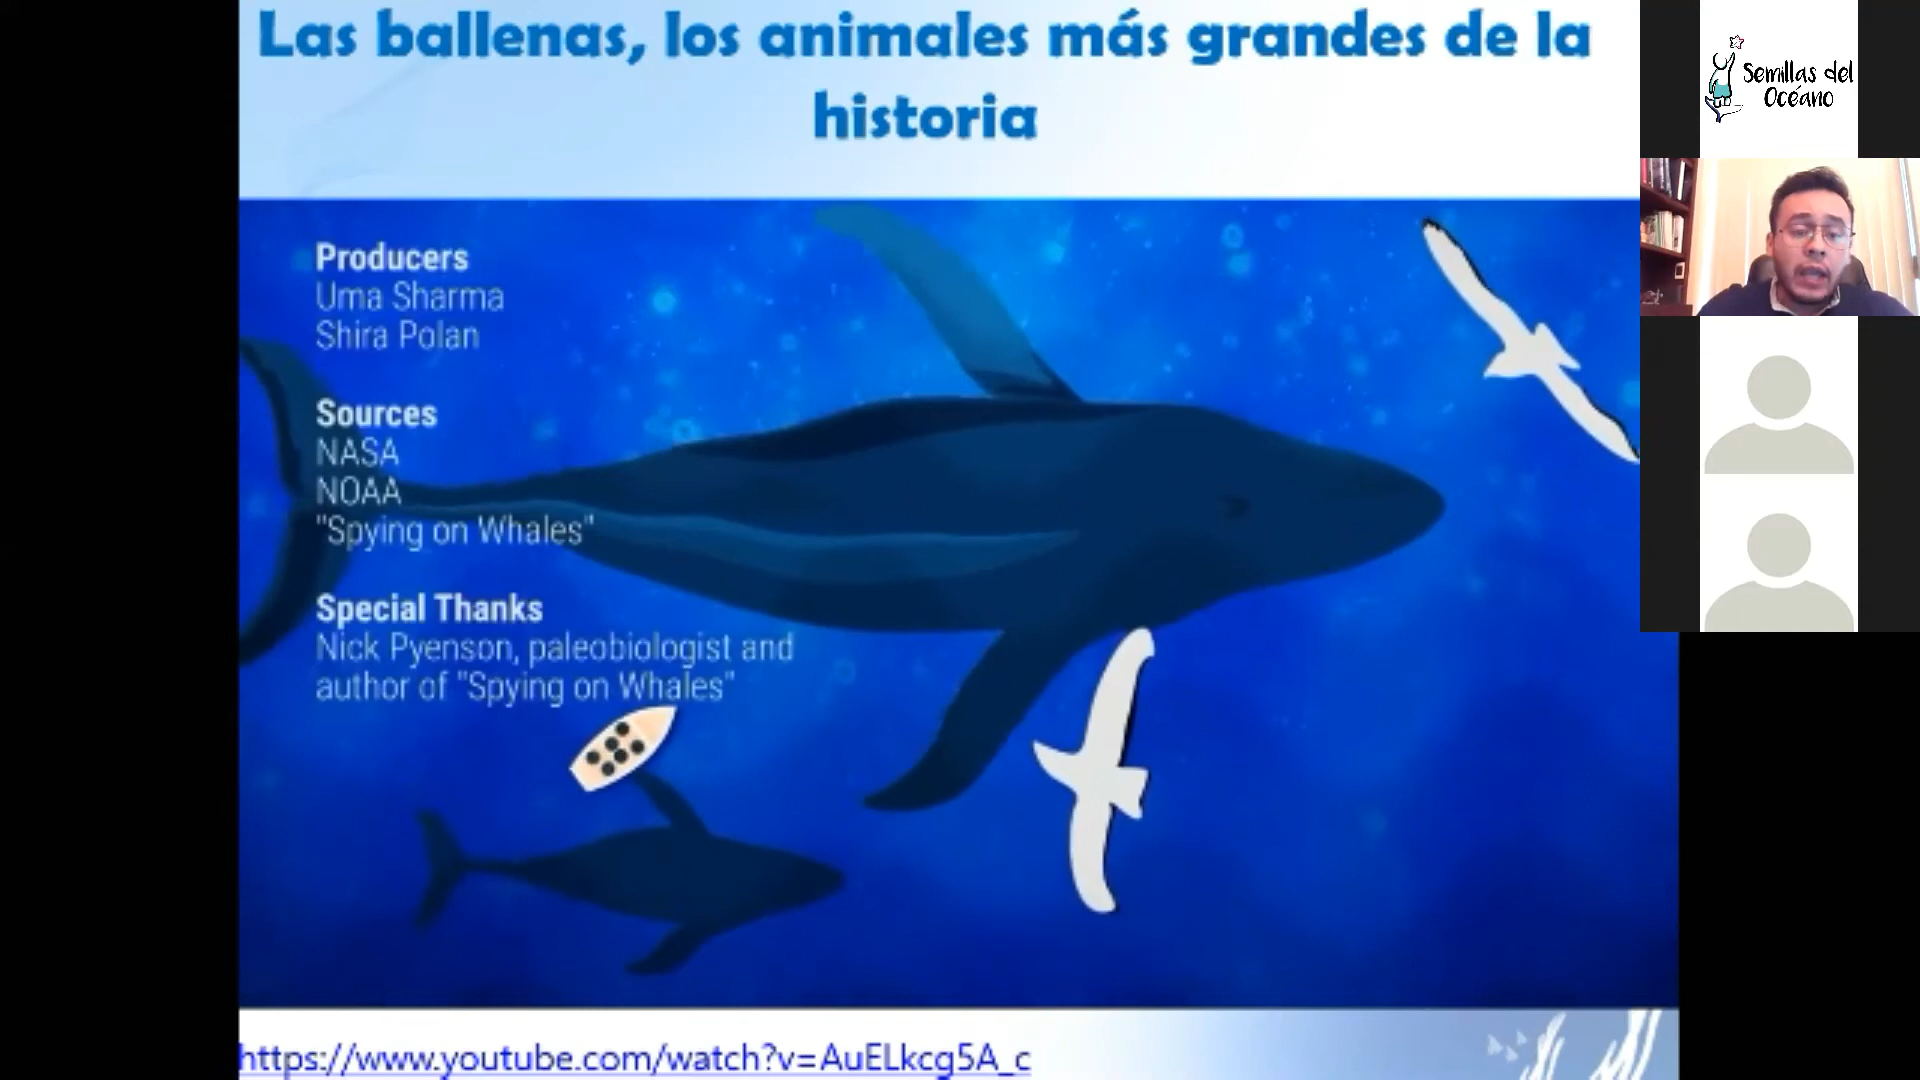 Las ballenas, los animales más grandes de la
historia
Producers
Uma Sharma
Shira Polan
Sources
NASA
NOAA
"Spying on Whales"
Special Thanks
Nick Pyenson, paleobiologist and
author of "Spying on Whales"
https://www.youtube.com/watch?v=AuELkcg5A_c
Semillas del
Océano